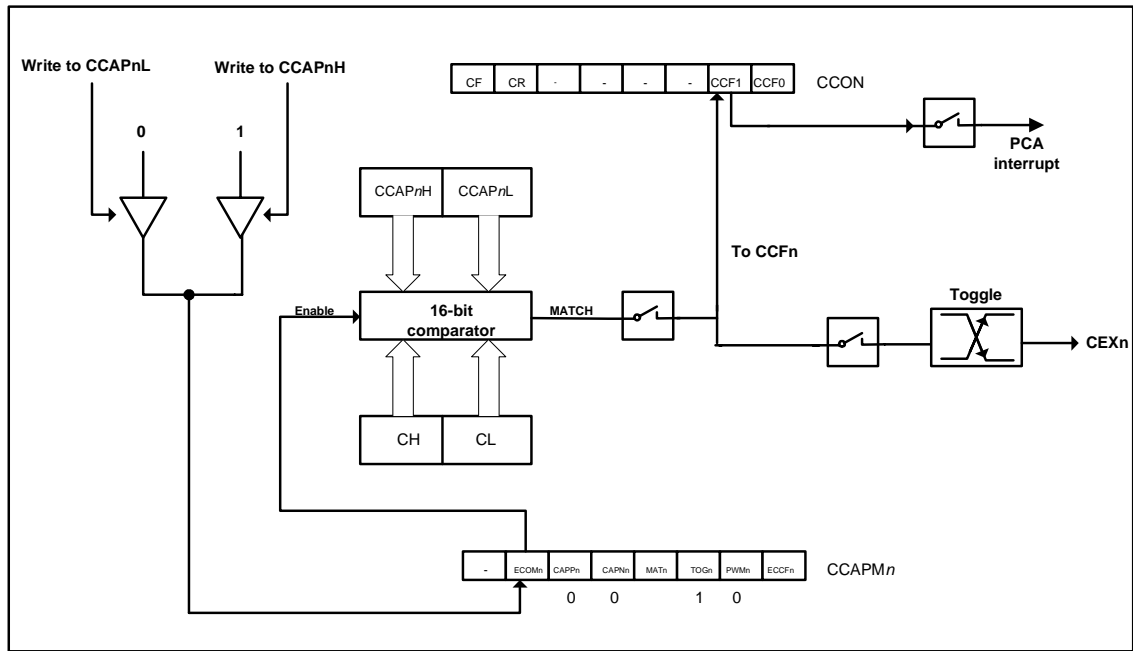 Write to CCAPnL
Write to CCAPnH
0
1
CF CR - - - - CCF1 CCF0 CCON
PCA
interrupt
CCAPnH CCAPnL
To CCFn
Enable
16-bit
comparator
MATCH
Toggle
CEXn
CH CL
- ECOMn CAPPn CAPNn MATn TOGn PWMn ECCFn CCAPMn
0 0 1 0